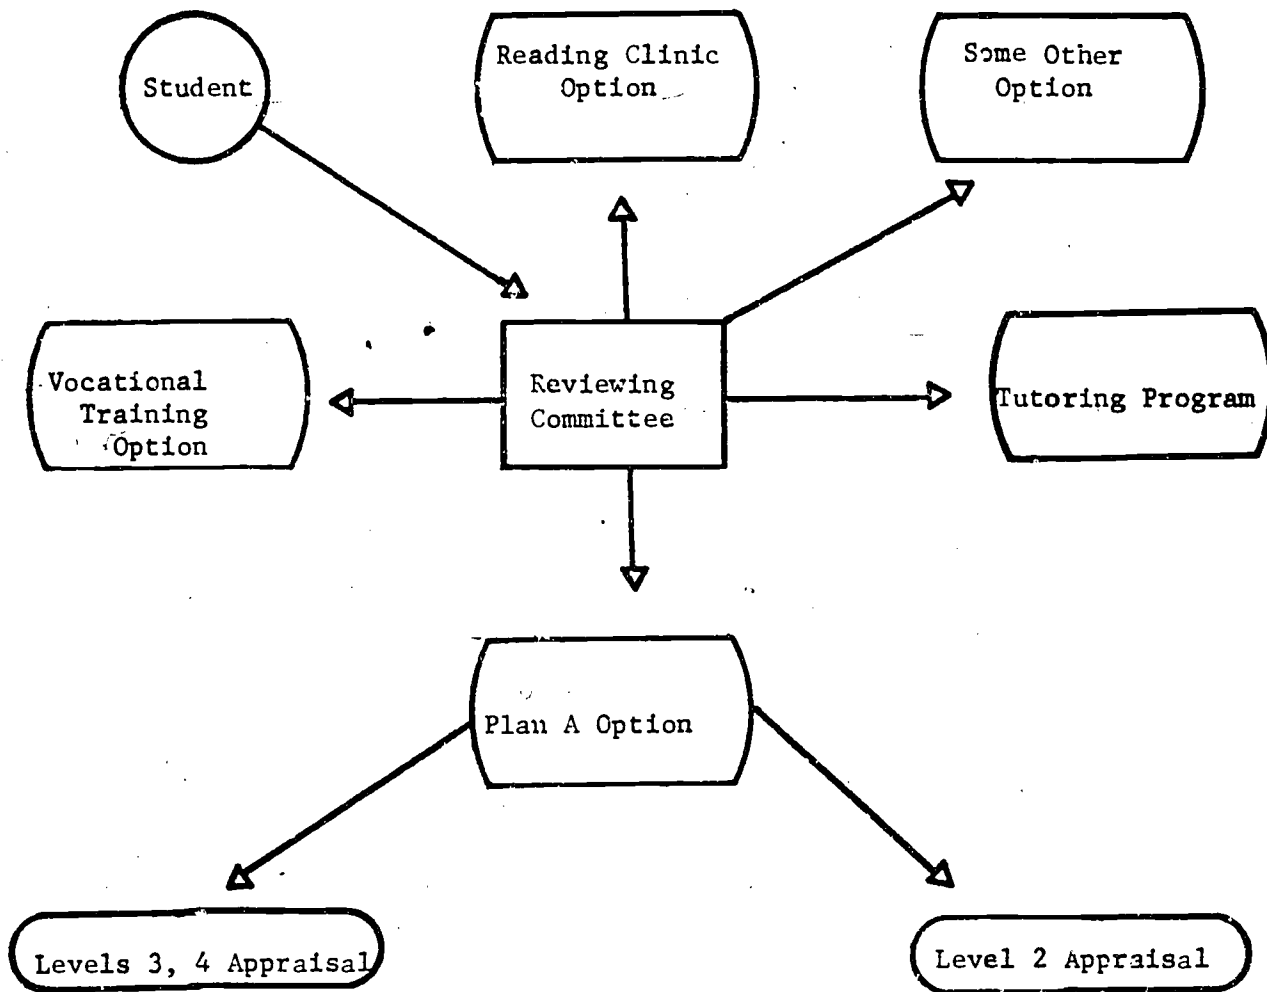 Student
Reading Clinic
Option
Some Other
Option
Vocational
Training
Option
Reviewing
Committee
Tutoring Program
Plan A Option
Levels 3, 4 Appraisal
Level 2 Appraisal